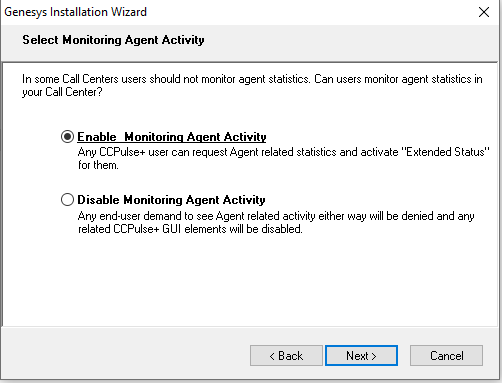 Genesys Installation Wizard
Select Monitoring Agent Activity
In some Call Centers users should not monitor agent statistics. Can users monitor agent statistics in
your Call Center?
Enable  Monitoring Agent Activity
Any CCPulse+ user can request Agent related statistics and activate "Extended Status"
for them.
Disable Monitoring Agent Activity
Any end-user demand to see Agent related activity either way will be denied and any
related CCPulse+ GUI elements will be disabled.
< Back
Next >
Cancel